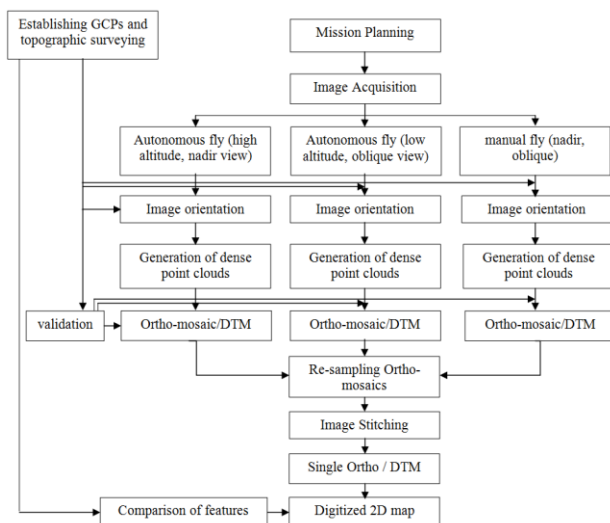 Establishing GCPs and
topographic surveying
Mission Planning
Image Acquisition
Autonomous fly (high
altitude, nadir view)
Autonomous fly (low
altitude, oblique view)
manual fly (nadir,
oblique)
Image orientation
Image orientation
Image orientation
Generation of dense
point clouds
Generation of dense
point clouds
Generation of dense
point clouds
validation
Ortho-mosaic/DTM
Ortho-mosaic/DTM
Ortho-mosaic/DTM
Re-sampling Ortho-
mosaics
Image Stitching
Single Ortho / DTM
Comparison of features
Digitized 2D map